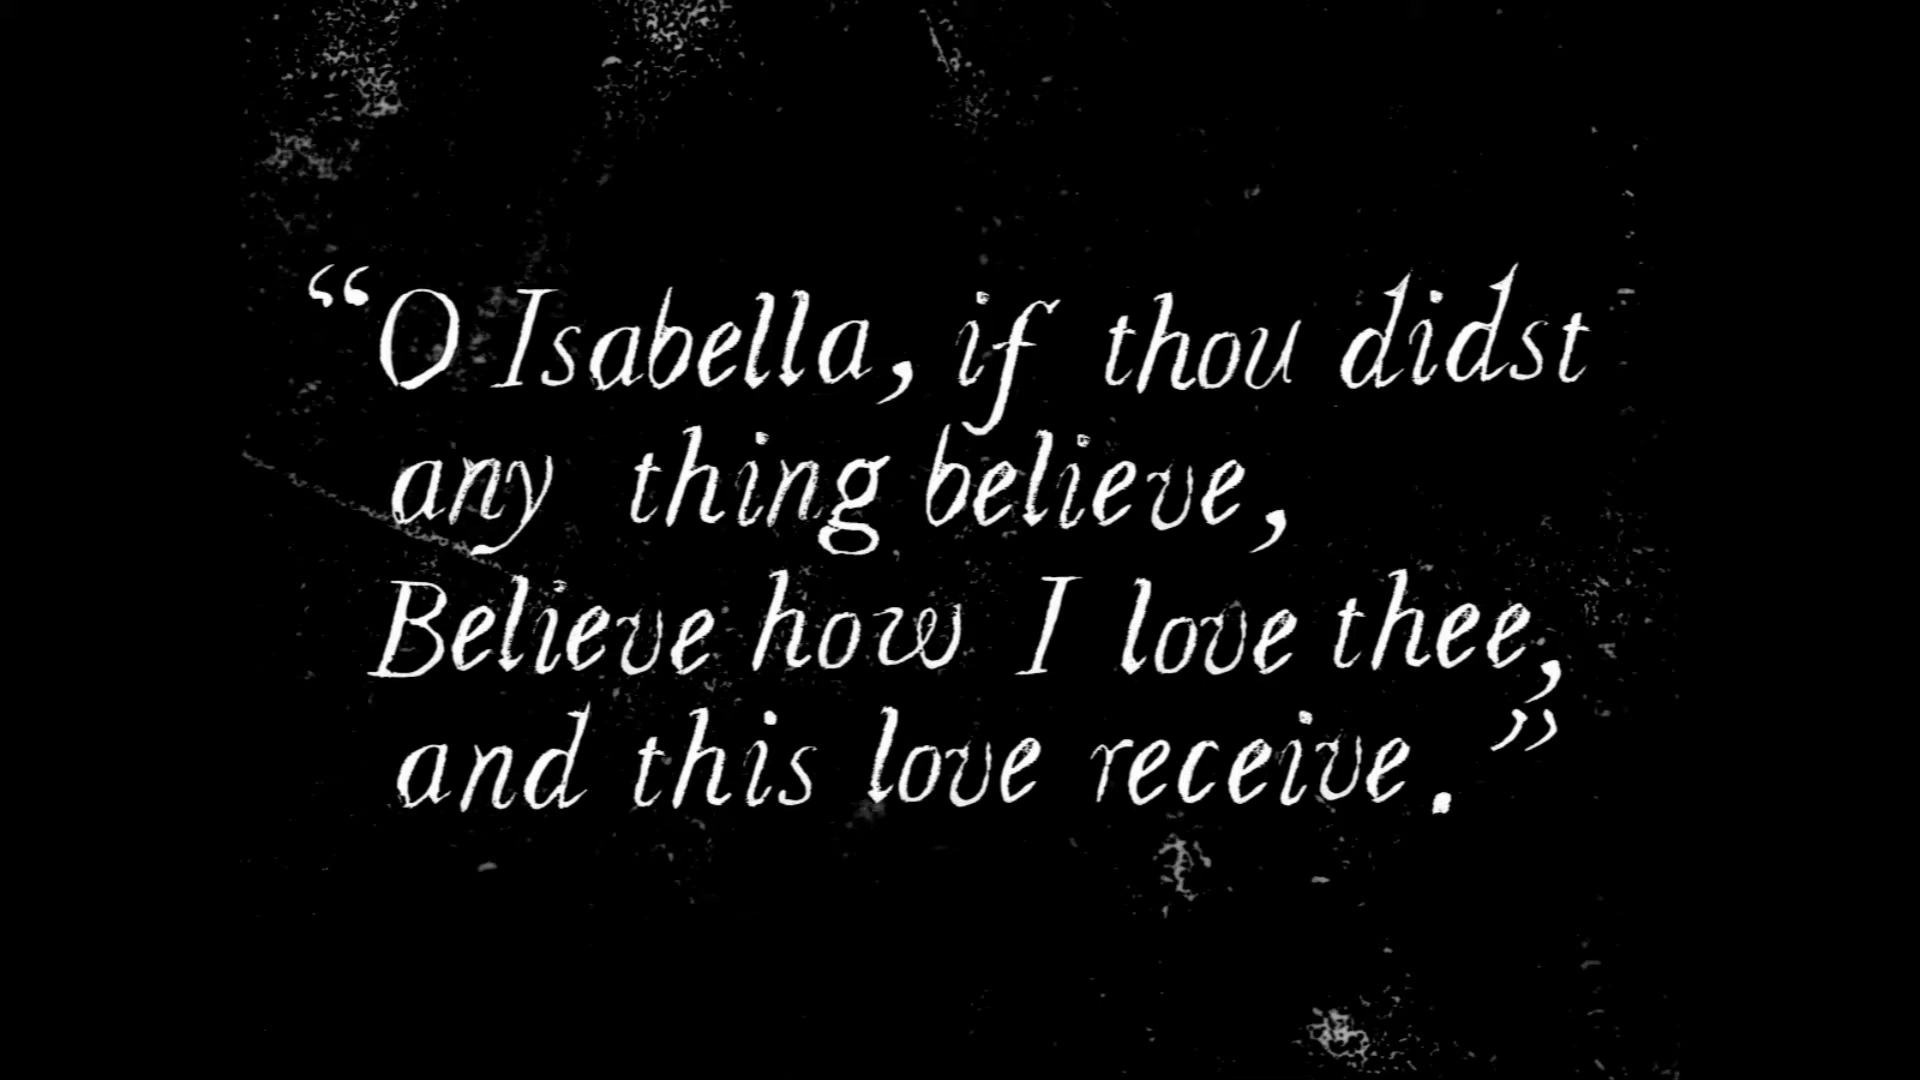 “O Isabella, if thou didst
any thing believe,
Believe how I love thee,
and this love receive.”